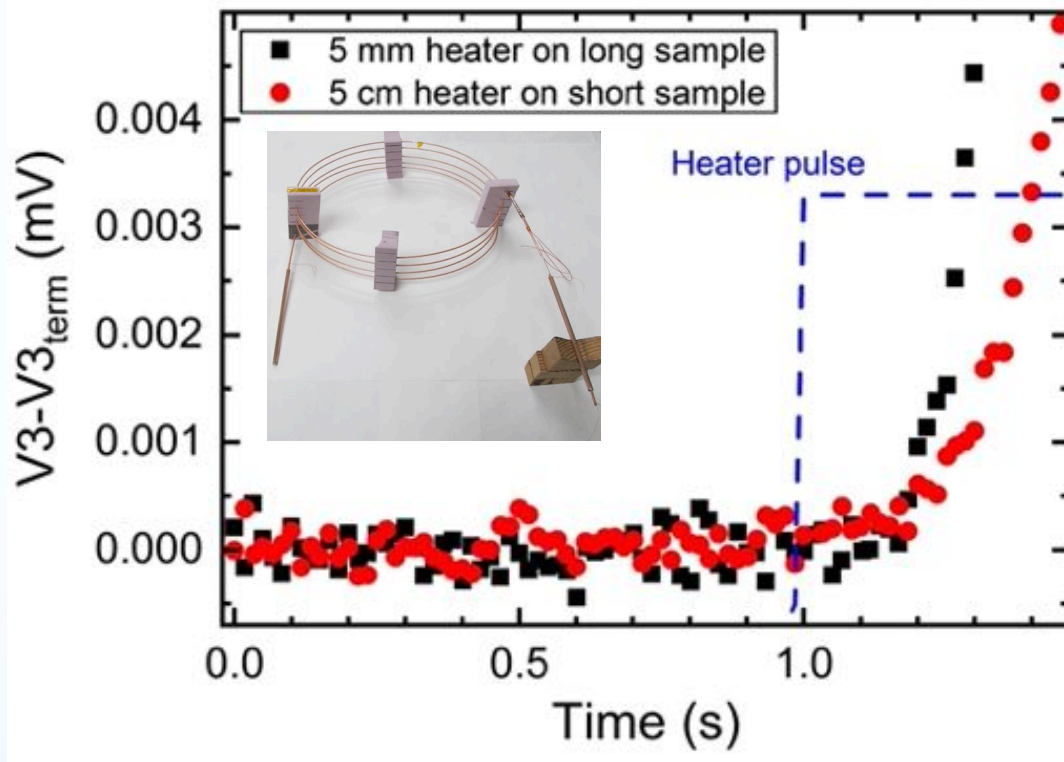 5 mm heater on long sample
5 cm heater on short sample
0.004
Heater pulse
0.003
0.002
0.001
0.000
V3-V3term (mV)
0.0 0.5 1.0
Time (s)